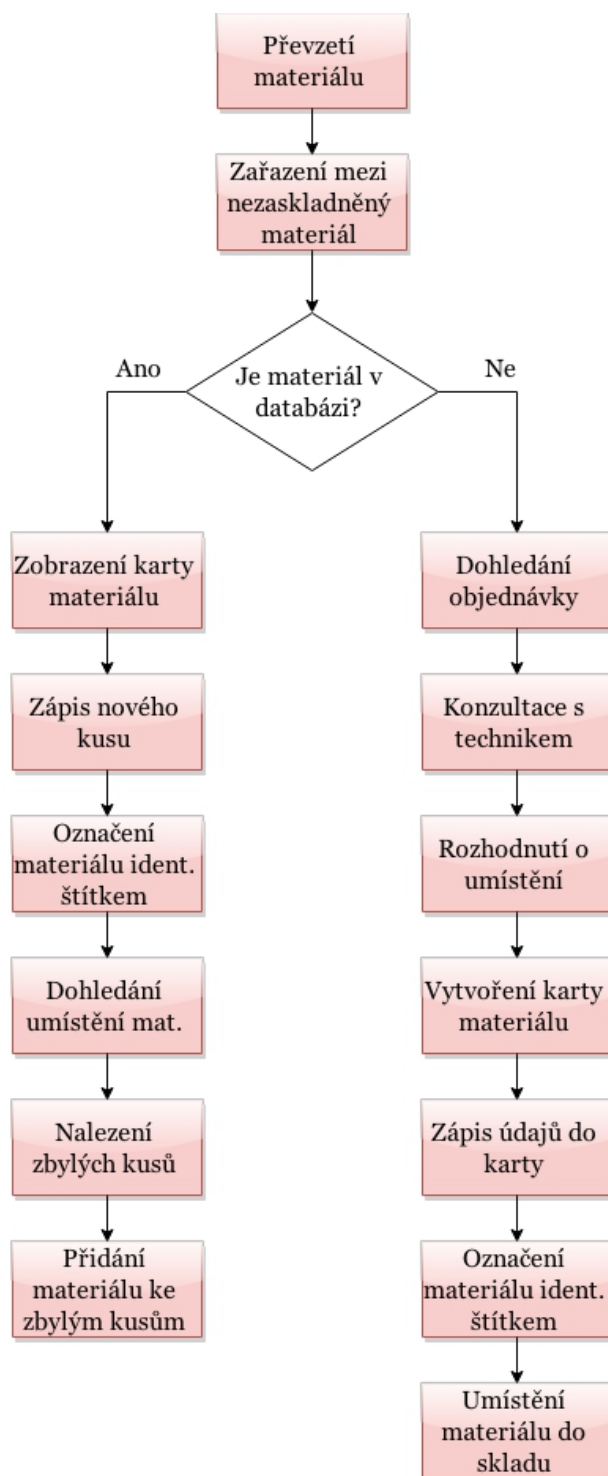 Převzetí
materiálu
Zařazení mezi
nezaskladněný
materiál
Je materiál v
databázi?
Ano
Ne
Zobrazení karty
materiálu
Zápis nového
kusu
Označení
materiálu ident.
štítkem
Dohledání
umístění mat.
Nalezení
zbylých kusů
Přidání
materiálu ke
zbylým kusům
Dohledání
objednávky
Konzultace s
technikem
Rozhodnutí o
umístění
Vytvoření karty
materiálu
Zápis údajů do
karty
Označení
materiálu ident.
štítkem
Umístění
materiálu do
skladu